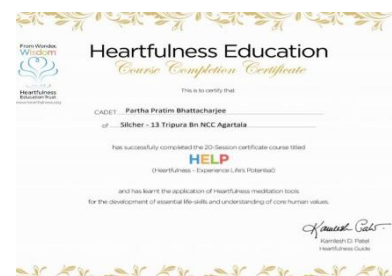 From Wonder,
Wisdom
Heartfulness
Education Trust
Heartfulness Education
Course Completion Certificate
This is to certify that
CADET Partha Pratim Bhattacharjee
of Silcher - 13 Tripura Bn NCC Agartala
has successfully completed the 20-Session certificate course titled
HELP
(Heartfulness - Experience Life's Potential)
and has learnt the application of Heartfulness meditation tools
for the development of essential life-skills and understanding of core human values.
Kamlesh D. Patel
Heartfulness Guide